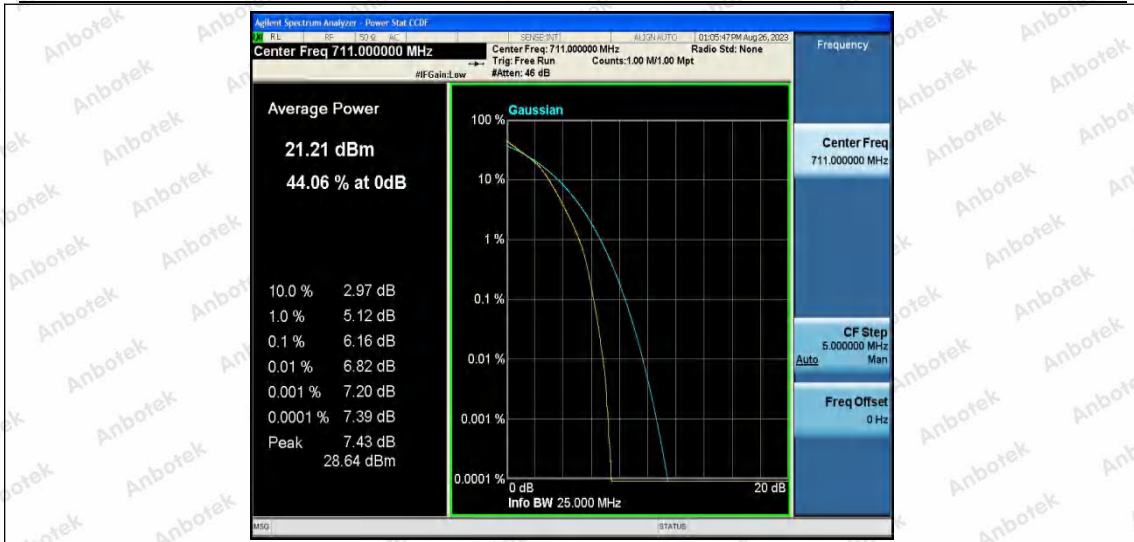 Agilent Spectrum Analyzer - Power Stat CCDF
RL RF 50 Ω AC SENSE:INT ALIGN AUTO 01:05:47 PM Aug 26, 2023
Center Freq 711.000000 MHz
Center Freq: 711.000000 MHz Radio Std: None
Trig: Free Run Counts:1.00 M/1.00 Mpt
#IFGain:Low #Atten: 46 dB
Frequency
Average Power
21.21 dBm
44.06 % at 0dB
10.0 % 2.97 dB
1.0 % 5.12 dB
0.1 % 6.16 dB
0.01 % 6.82 dB
0.001 % 7.20 dB
0.0001 % 7.39 dB
Peak 7.43 dB
28.64 dBm
Gaussian
100 %
10 %
1 %
0.1 %
0.01 %
0.001 %
0.0001 %
0 dB 20 dB
Info BW 25.000 MHz
Center Freq
711.000000 MHz
CF Step
5.000000 MHz
Auto Man
Freq Offset
0 Hz
MSG STATUS
Anbotek